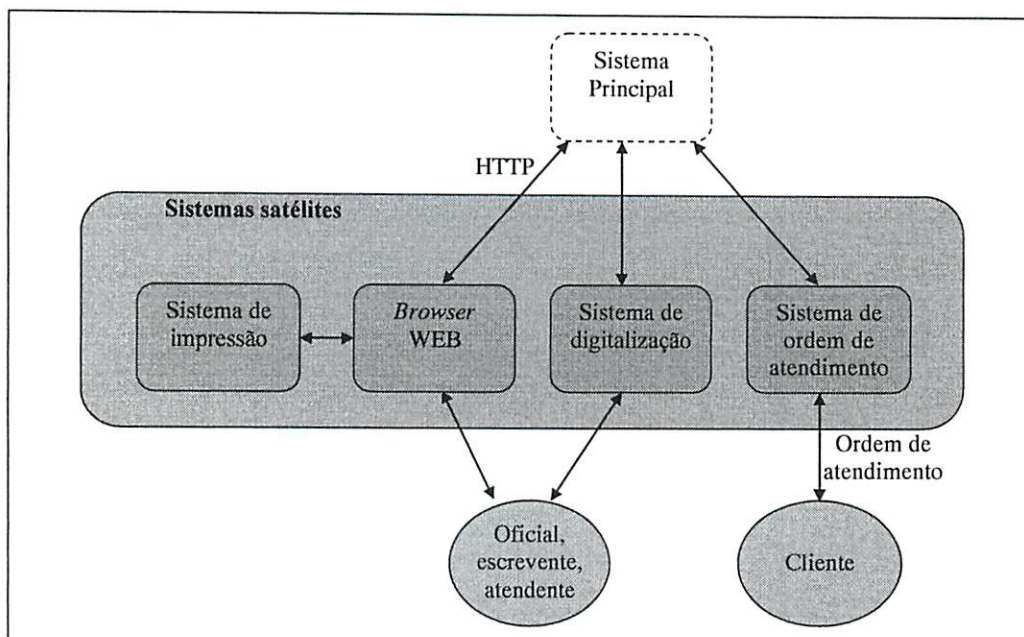 Sistema
Principal
HTTP
Sistemas satélites
Sistema de
impressão
Browser
WEB
Sistema de
digitalização
Sistema de
ordem de
atendimento
Ordem de
atendimento
Oficial,
escrevente,
atendente
Cliente